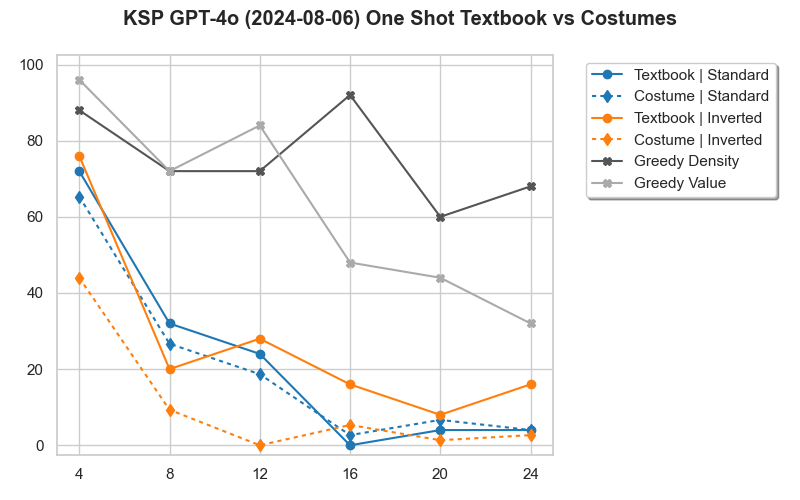 KSP GPT-4o (2024-08-06) One Shot Textbook vs Costumes
100
80
60
40
20
0
4 8 12 16 20 24
Textbook | Standard
Costume | Standard
Textbook | Inverted
Costume | Inverted
Greedy Density
Greedy Value